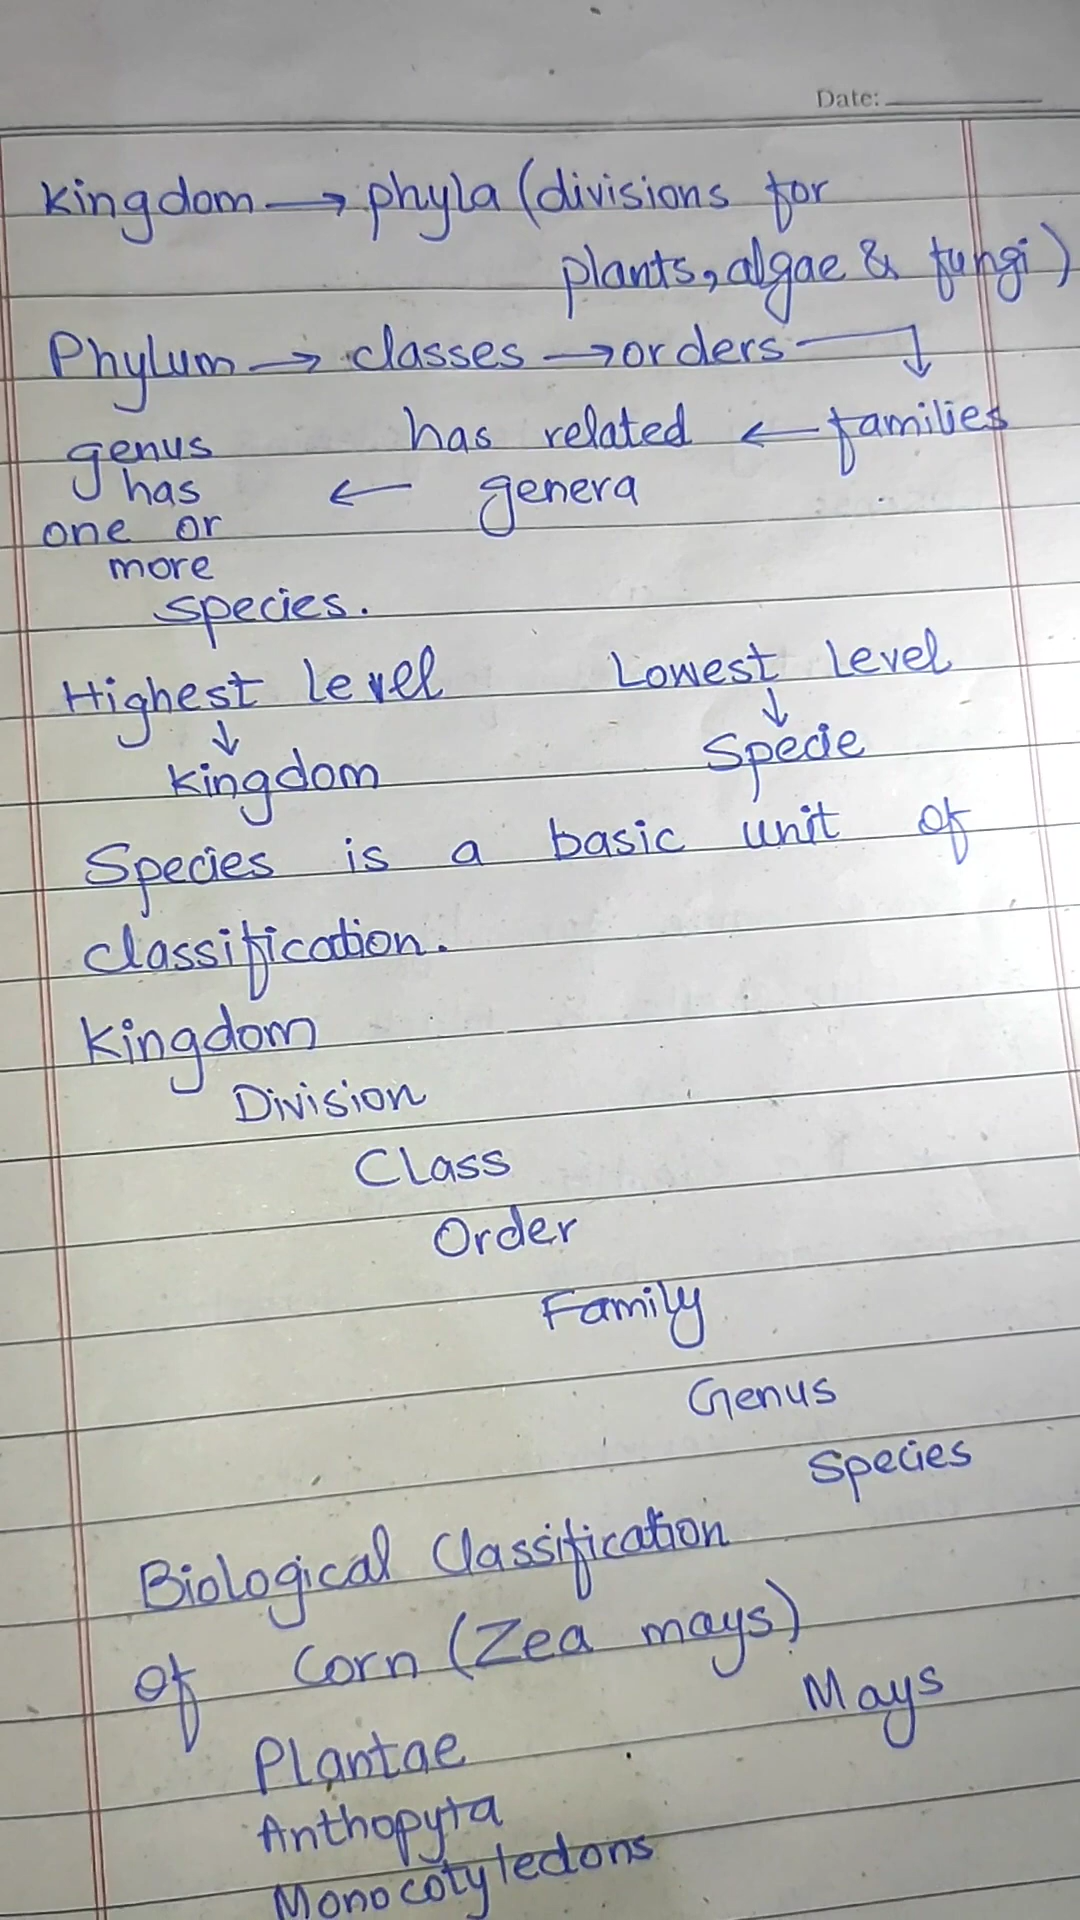 Date:
Kingdom → phyla (divisions for
plants, algae & fungi)
Phylum → classes → orders
has related ← families
genera
←
genus
has
one or
more
species.
Highest Level Lowest Level
↓ ↓
Kingdom Specie
Species is a basic unit of
classification.
Kingdom
Division
Class
Order
Family
Genus
Species
Biological Classification
of Corn (Zea mays)
Mays
Plantae
Anthopyta
Monocotyledons